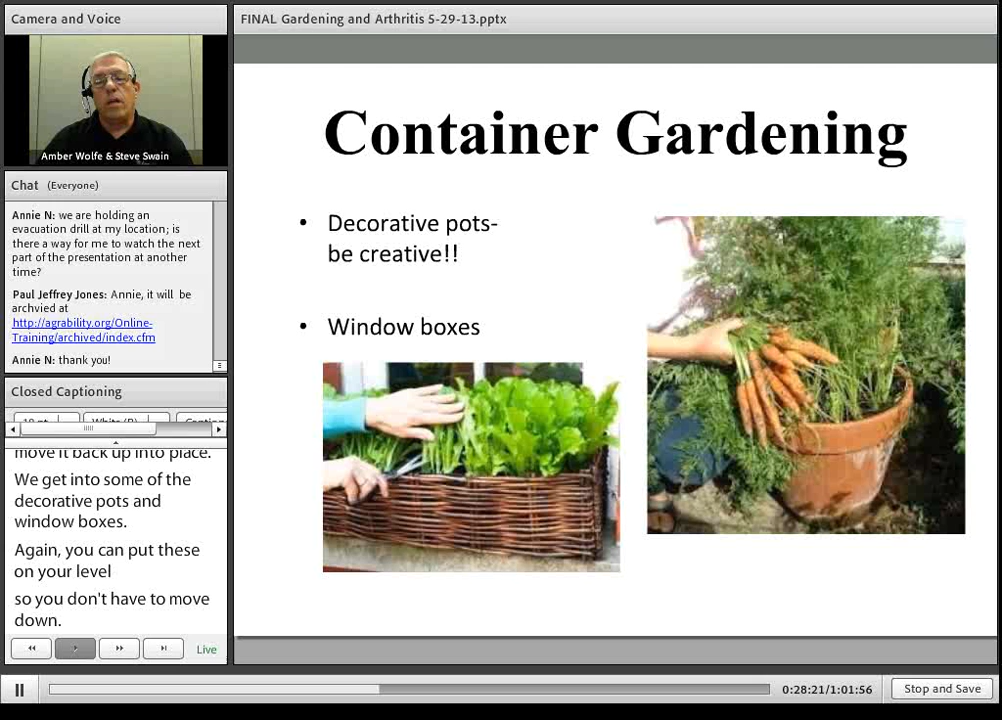 Camera and Voice
Amber Wolfe & Steve Swain
Chat (Everyone)
Annie N: we are holding an
evacuation drill at my location; is
there a way for me to watch the next
part of the presentation at another
time?
Paul Jeffrey Jones: Annie, it will be
archvied at
http://agrability.org/Online-
Training/archived/index.cfm
Annie N: thank you!
Closed Captioning
move it back up into place.
We get into some of the
decorative pots and
window boxes.
Again, you can put these
on your level
so you don't have to move
down.
Live
FINAL Gardening and Arthritis 5-29-13.pptx
Container Gardening
• Decorative pots-
be creative!!
• Window boxes
0:28:21/1:01:56
Stop and Save